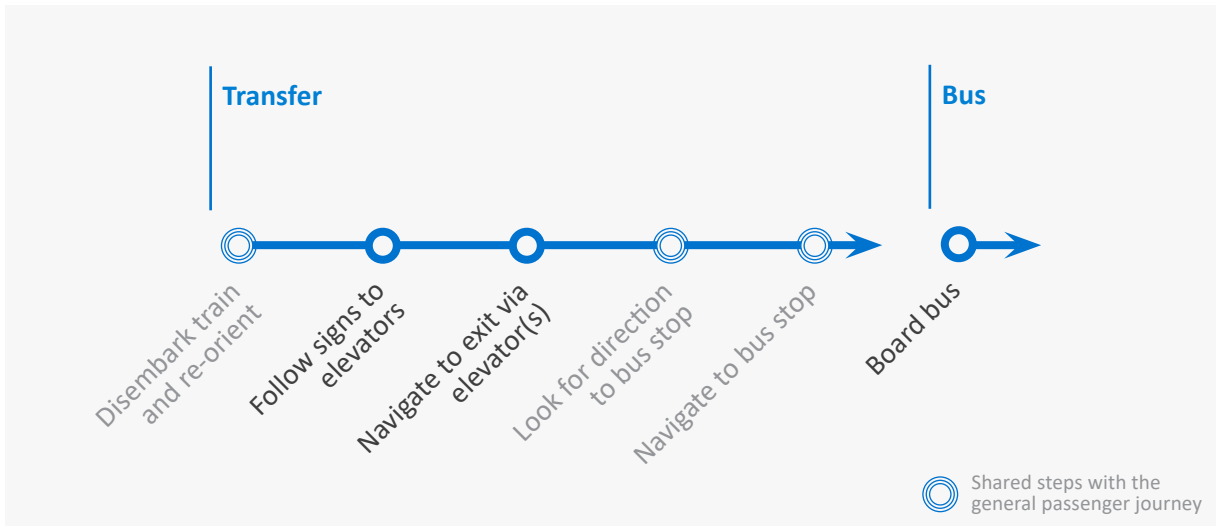 Transfer
Bus
Disembark train
and re-orient
Follow signs to
elevators
Navigate to exit via
elevator(s)
Look for direction
to bus stop
Navigate to bus stop
Board bus
Shared steps with the
general passenger journey